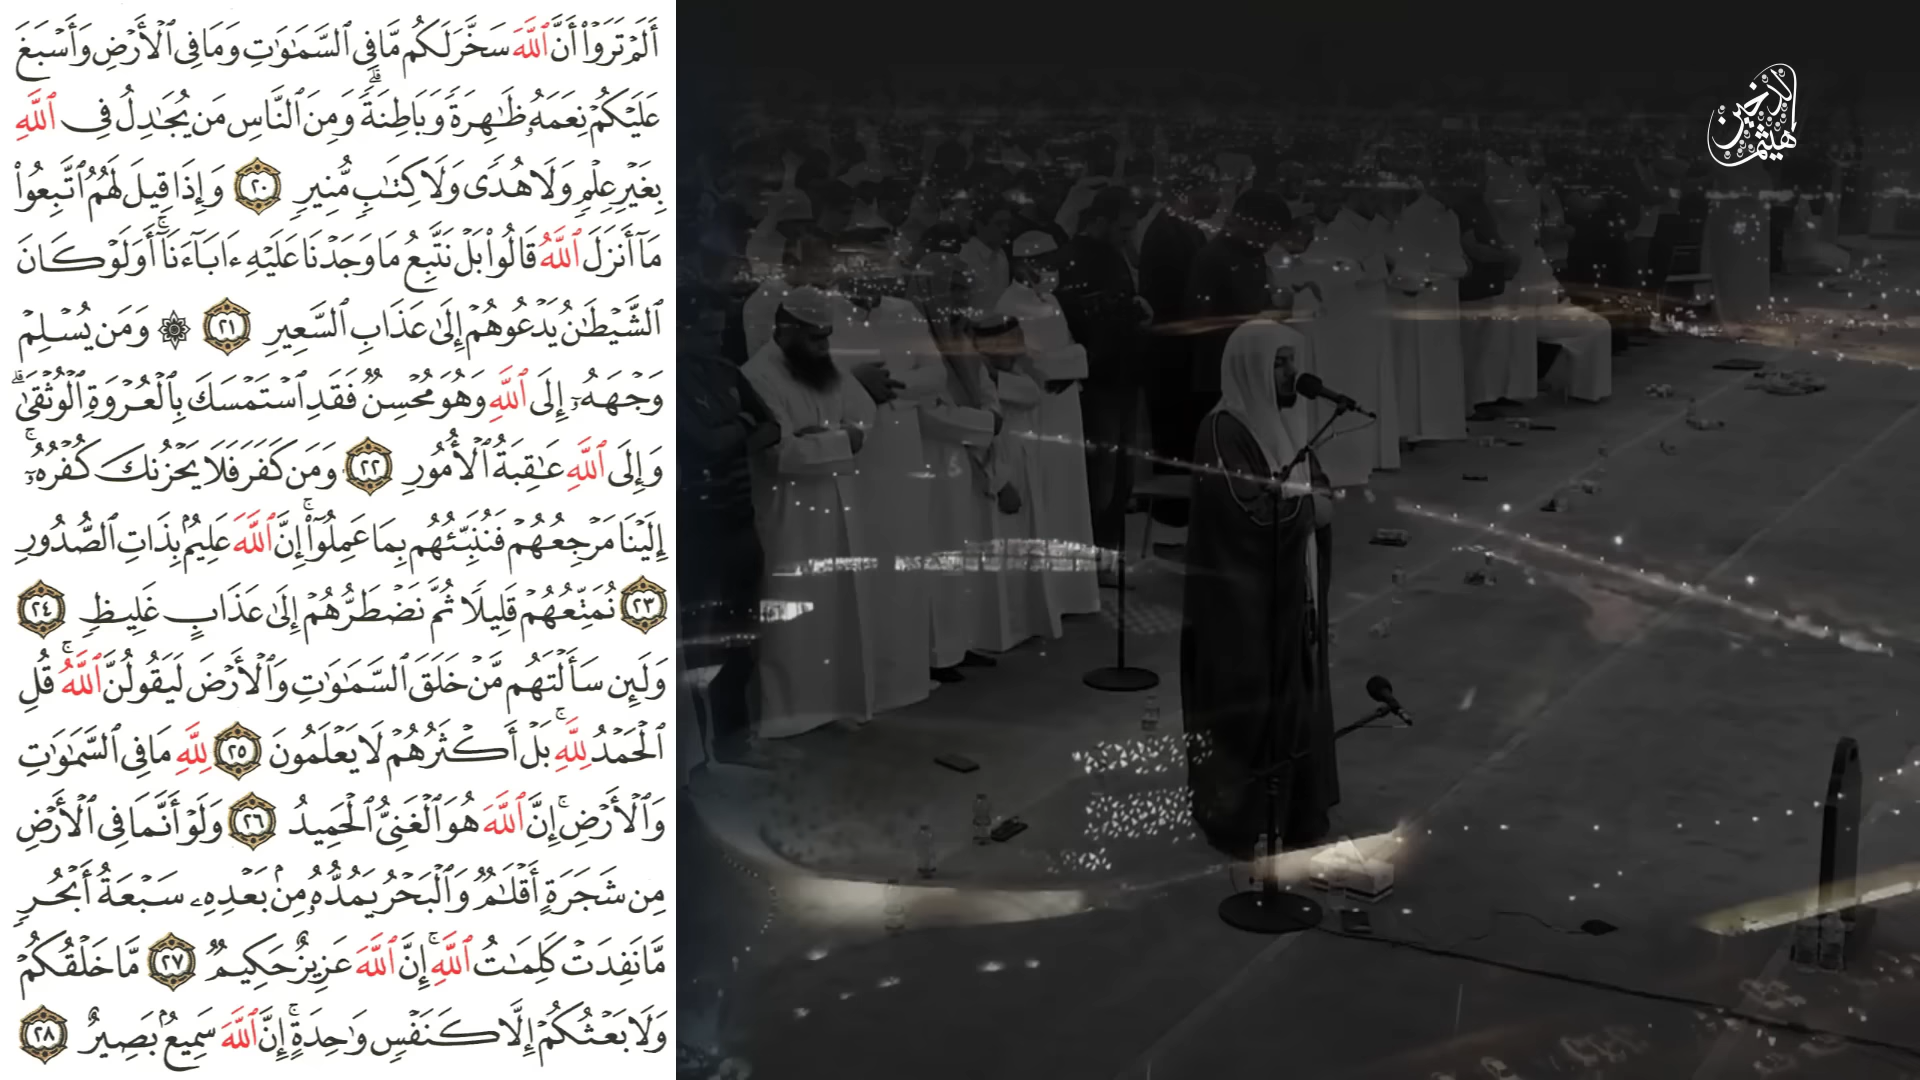 أَلَمْ تَرَوْا۟ أَنَّ ٱللَّهَ سَخَّرَ لَكُم مَّا فِى ٱلسَّمَـٰوَٰتِ وَمَا فِى ٱلْأَرْضِ وَأَسْبَغَ
عَلَيْكُمْ نِعَمَهُۥ ظَـٰهِرَةً وَبَاطِنَةً ۗ وَمِنَ ٱلنَّاسِ مَن يُجَـٰدِلُ فِى ٱللَّهِ
بِغَيْرِ عِلْمٍ وَلَا هُدًى وَلَا كِتَـٰبٍ مُّنِيرٍ ٢٠ وَإِذَا قِيلَ لَهُمُ ٱتَّبِعُوا۟
مَآ أَنزَلَ ٱللَّهُ قَالُوا۟ بَلْ نَتَّبِعُ مَا وَجَدْنَا عَلَيْهِ ءَابَآءَنَآ ۚ أَوَلَوْ كَانَ
ٱلشَّيْطَـٰنُ يَدْعُوهُمْ إِلَىٰ عَذَابِ ٱلسَّعِيرِ ٢١ ۞ وَمَن يُسْلِمْ
وَجْهَهُۥٓ إِلَى ٱللَّهِ وَهُوَ مُحْسِنٌ فَقَدِ ٱسْتَمْسَكَ بِٱلْعُرْوَةِ ٱلْوُثْقَىٰ ۗ
وَإِلَى ٱللَّهِ عَـٰقِبَةُ ٱلْأُمُورِ ٢٢ وَمَن كَفَرَ فَلَا يَحْزُنكَ كُفْرُهُۥٓ ۚ
إِلَيْنَا مَرْجِعُهُمْ فَنُنَبِّئُهُم بِمَا عَمِلُوٓا۟ ۚ إِنَّ ٱللَّهَ عَلِيمٌۢ بِذَاتِ ٱلصُّدُورِ
٢٣ نُمَتِّعُهُمْ قَلِيلًا ثُمَّ نَضْطَرُّهُمْ إِلَىٰ عَذَابٍ غَلِيظٍ ٢٤
وَلَئِن سَأَلْتَهُم مَّنْ خَلَقَ ٱلسَّمَـٰوَٰتِ وَٱلْأَرْضَ لَيَقُولُنَّ ٱللَّهُ ۚ قُلِ
ٱلْحَمْدُ لِلَّهِ ۚ بَلْ أَكْثَرُهُمْ لَا يَعْلَمُونَ ٢٥ لِلَّهِ مَا فِى ٱلسَّمَـٰوَٰتِ
وَٱلْأَرْضِ ۚ إِنَّ ٱللَّهَ هُوَ ٱلْغَنِىُّ ٱلْحَمِيدُ ٢٦ وَلَوْ أَنَّمَا فِى ٱلْأَرْضِ
مِن شَجَرَةٍ أَقْلَـٰمٌ وَٱلْبَحْرُ يَمُدُّهُۥ مِنۢ بَعْدِهِۦ سَبْعَةُ أَبْحُرٍ
مَّا نَفِدَتْ كَلِمَـٰتُ ٱللَّهِ ۗ إِنَّ ٱللَّهَ عَزِيزٌ حَكِيمٌ ٢٧ مَّا خَلْقُكُمْ
وَلَا بَعْثُكُمْ إِلَّا كَنَفْسٍ وَٰحِدَةٍ ۗ إِنَّ ٱللَّهَ سَمِيعٌۢ بَصِيرٌ ٢٨
هيثم
الدخين